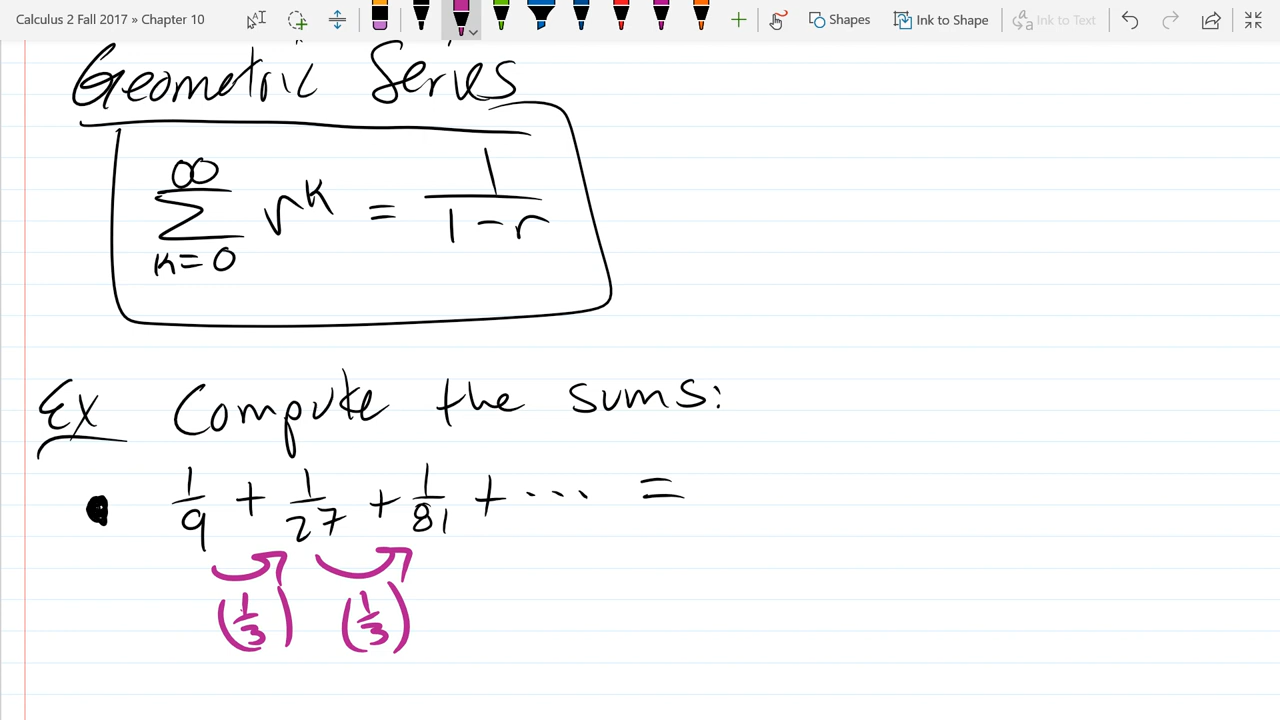 Calculus 2 Fall 2017 » Chapter 10
Shapes
Ink to Shape
Ink to Text
Geometric Series
∞
∑ r^k = 1/(1-r)
k=0
Ex Compute the sums:
• 1/9 + 1/27 + 1/81 + ··· =
(1/3) (1/3)